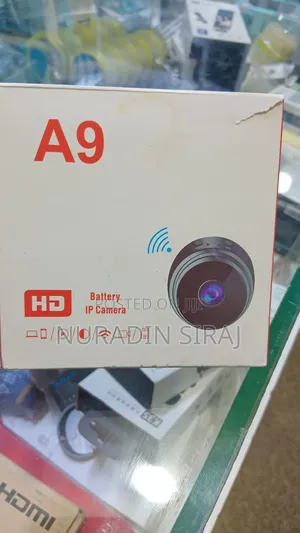 A9
HD
Battery
IP Camera
POSTED ON JIJI
NURADIN SIRAJ
HDMI